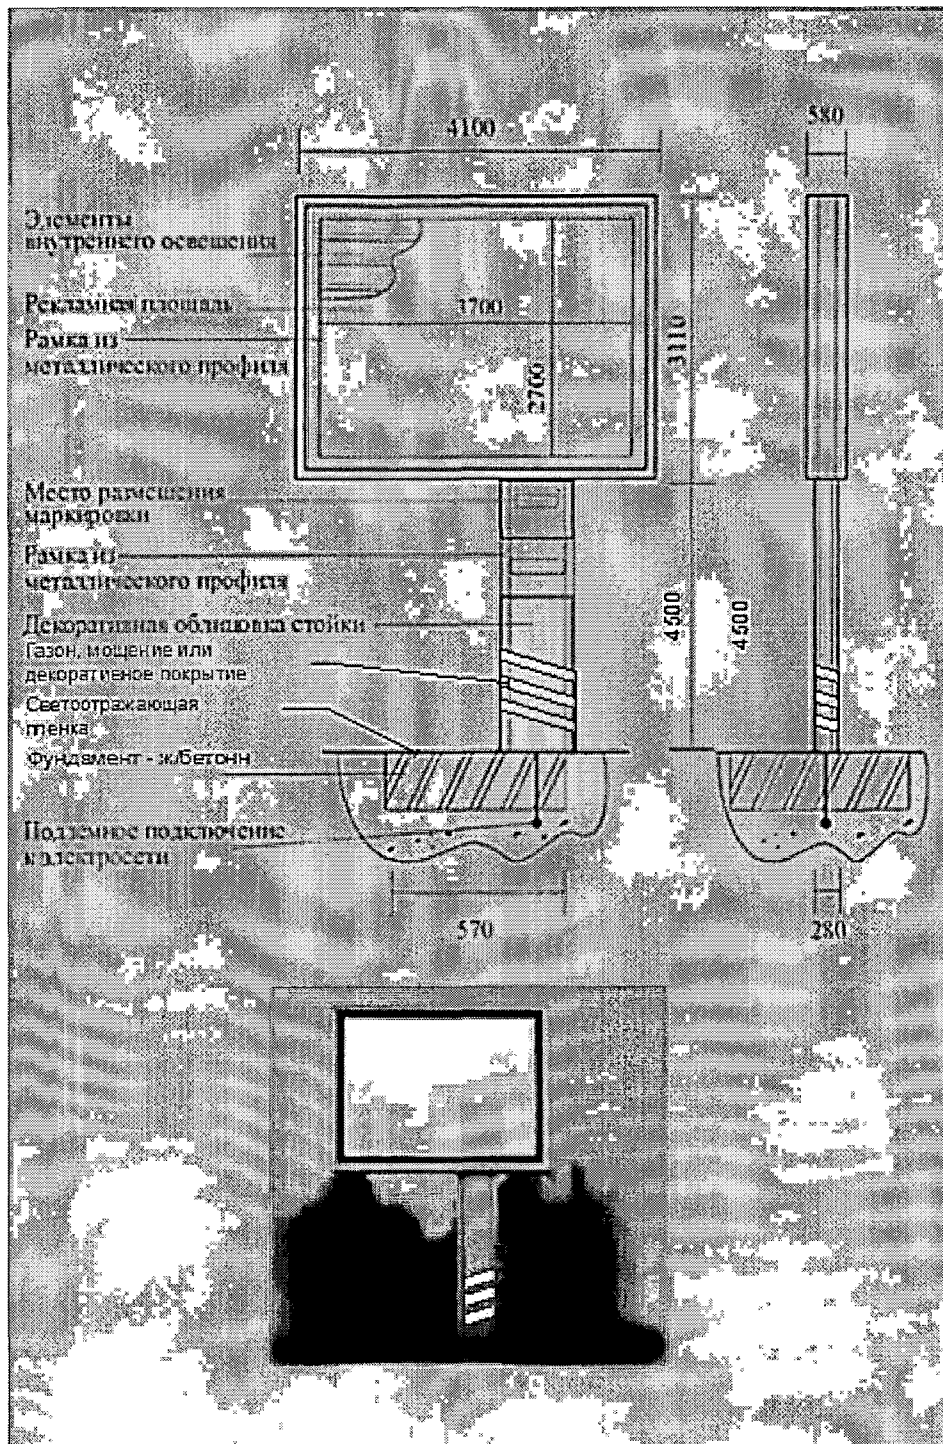 4100
580
Элементы
внутреннего освещения
Рекламная площадь
3700
Рамка из
металлического профиля
2700
3110
Место размещения
маркировки
Рамка из
металлического профиля
Декоративная облицовка стойки
4500
4500
Газон, мощение или
декоративное покрытие
Светоотражающая
пленка
Фундамент - ж/бетонн
Подземное подключение
к электросети
570
280